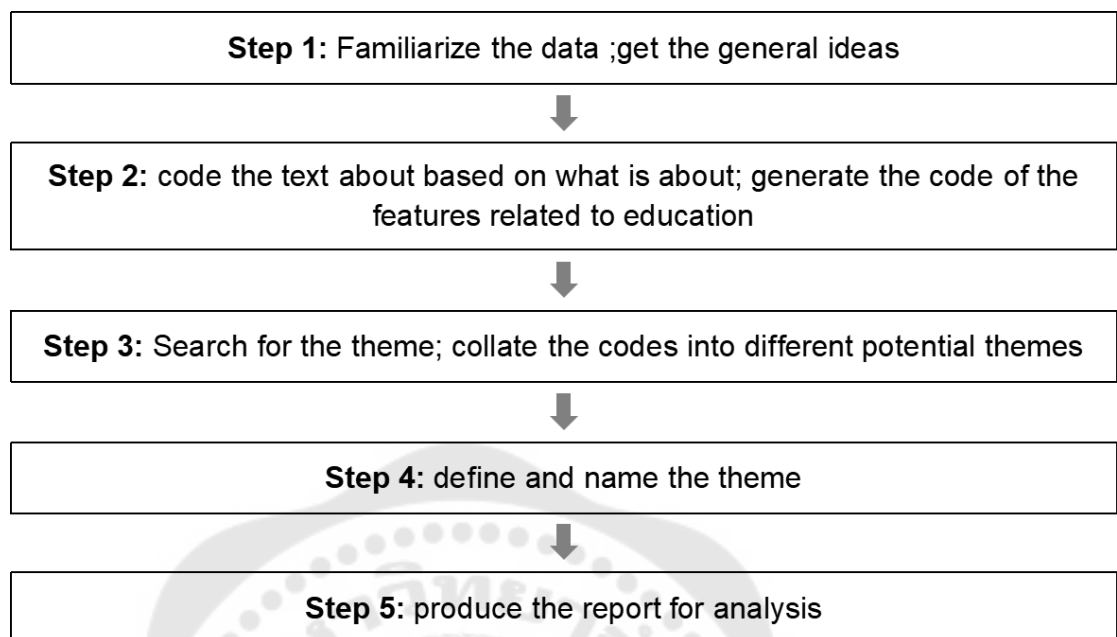 Step 1: Familiarize the data ;get the general ideas
Step 2: code the text about based on what is about; generate the code of the
features related to education
Step 3: Search for the theme; collate the codes into different potential themes
Step 4: define and name the theme
Step 5: produce the report for analysis